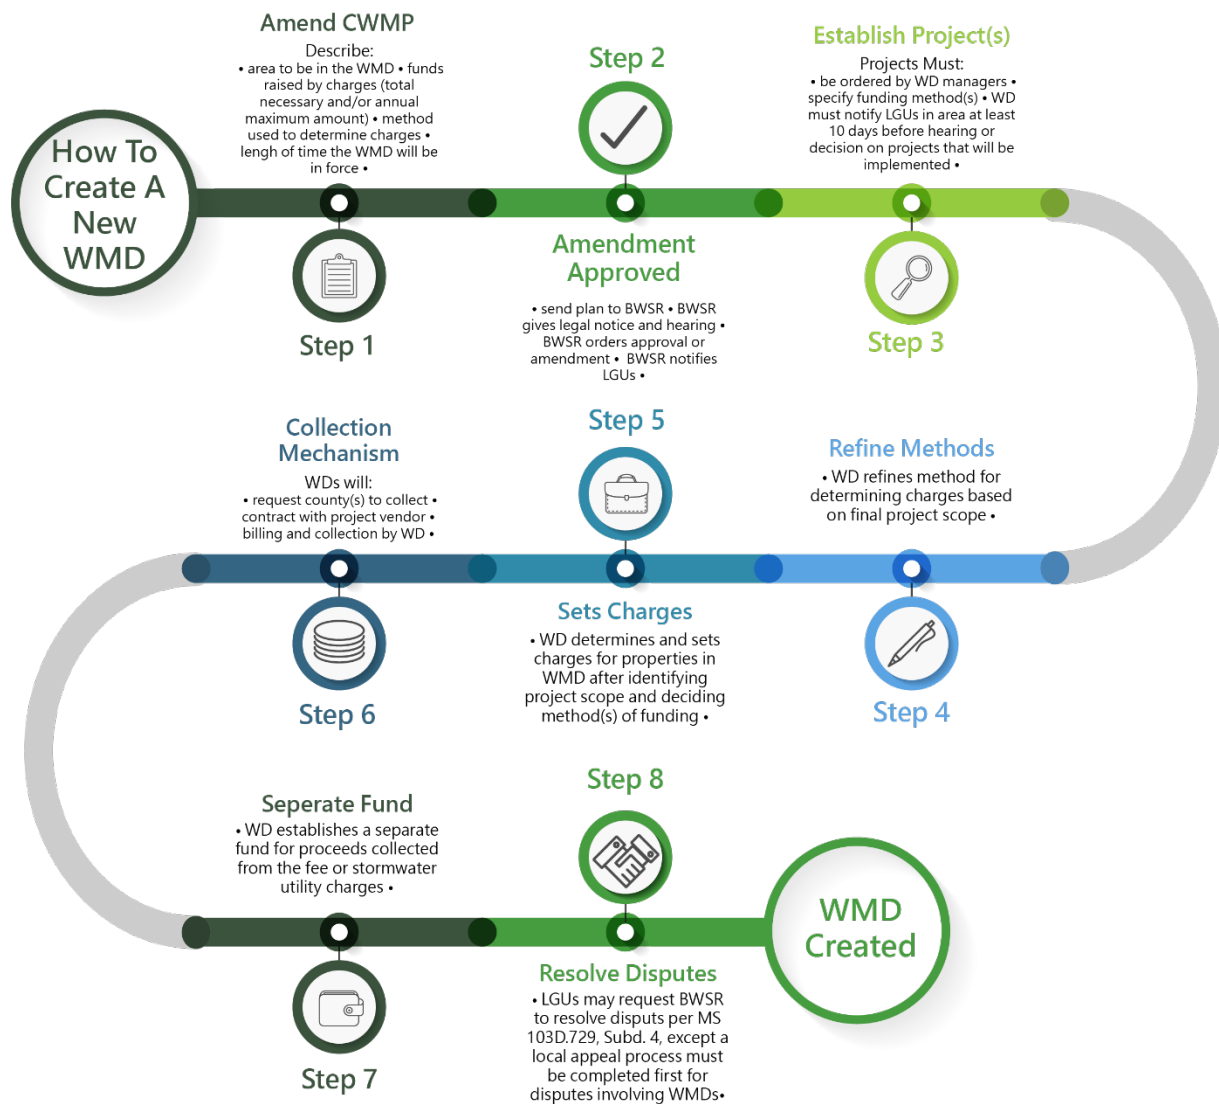 How To
Create A
New
WMD
Amend CWMP
Describe:
• area to be in the WMD • funds
raised by charges (total
necessary and/or annual
maximum amount) • method
used to determine charges •
lengh of time the WMD will be
in force •
Step 1
Step 2
Amendment
Approved
• send plan to BWSR • BWSR
gives legal notice and hearing •
BWSR orders approval or
amendment • BWSR notifies
LGUs •
Establish Project(s)
Projects Must:
• be ordered by WD managers •
specify funding method(s) • WD
must notify LGUs in area at least
10 days before hearing or
decision on projects that will be
implemented •
Step 3
Refine Methods
• WD refines method for
determining charges based
on final project scope •
Step 4
Step 5
Sets Charges
• WD determines and sets
charges for properties in
WMD after identifying
project scope and deciding
method(s) of funding •
Collection
Mechanism
WDs will:
• request county(s) to collect •
contract with project vendor •
billing and collection by WD •
Step 6
Seperate Fund
• WD establishes a separate
fund for proceeds collected
from the fee or stormwater
utility charges •
Step 7
Step 8
Resolve Disputes
• LGUs may request BWSR
to resolve disputs per MS
103D.729, Subd. 4, except a
local appeal process must
be completed first for
disputes involving WMDs•
WMD
Created